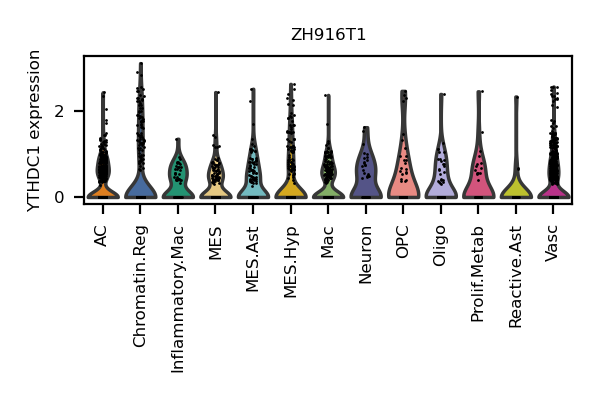 ZH916T1
YTHDC1 expression
2
0
AC
Chromatin.Reg
Inflammatory.Mac
MES
MES.Ast
MES.Hyp
Mac
Neuron
OPC
Oligo
Prolif.Metab
Reactive.Ast
Vasc